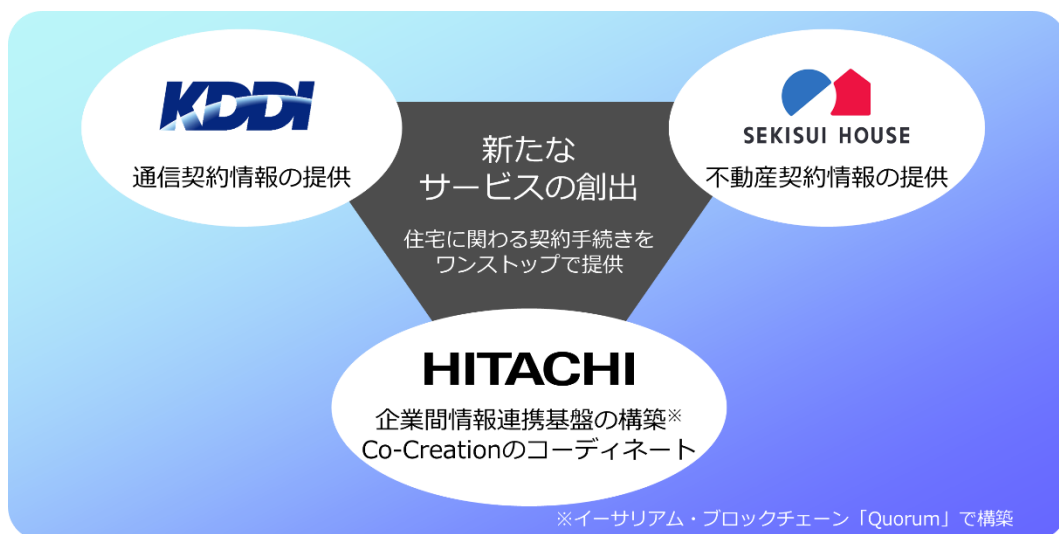 KDDI
通信契約情報の提供
SEKISUI HOUSE
不動産契約情報の提供
新たな
サービスの創出
住宅に関わる契約手続きを
ワンストップで提供
HITACHI
企業間情報連携基盤の構築※
Co-Creationのコーディネート
※イーサリアム・ブロックチェーン「Quorum」で構築